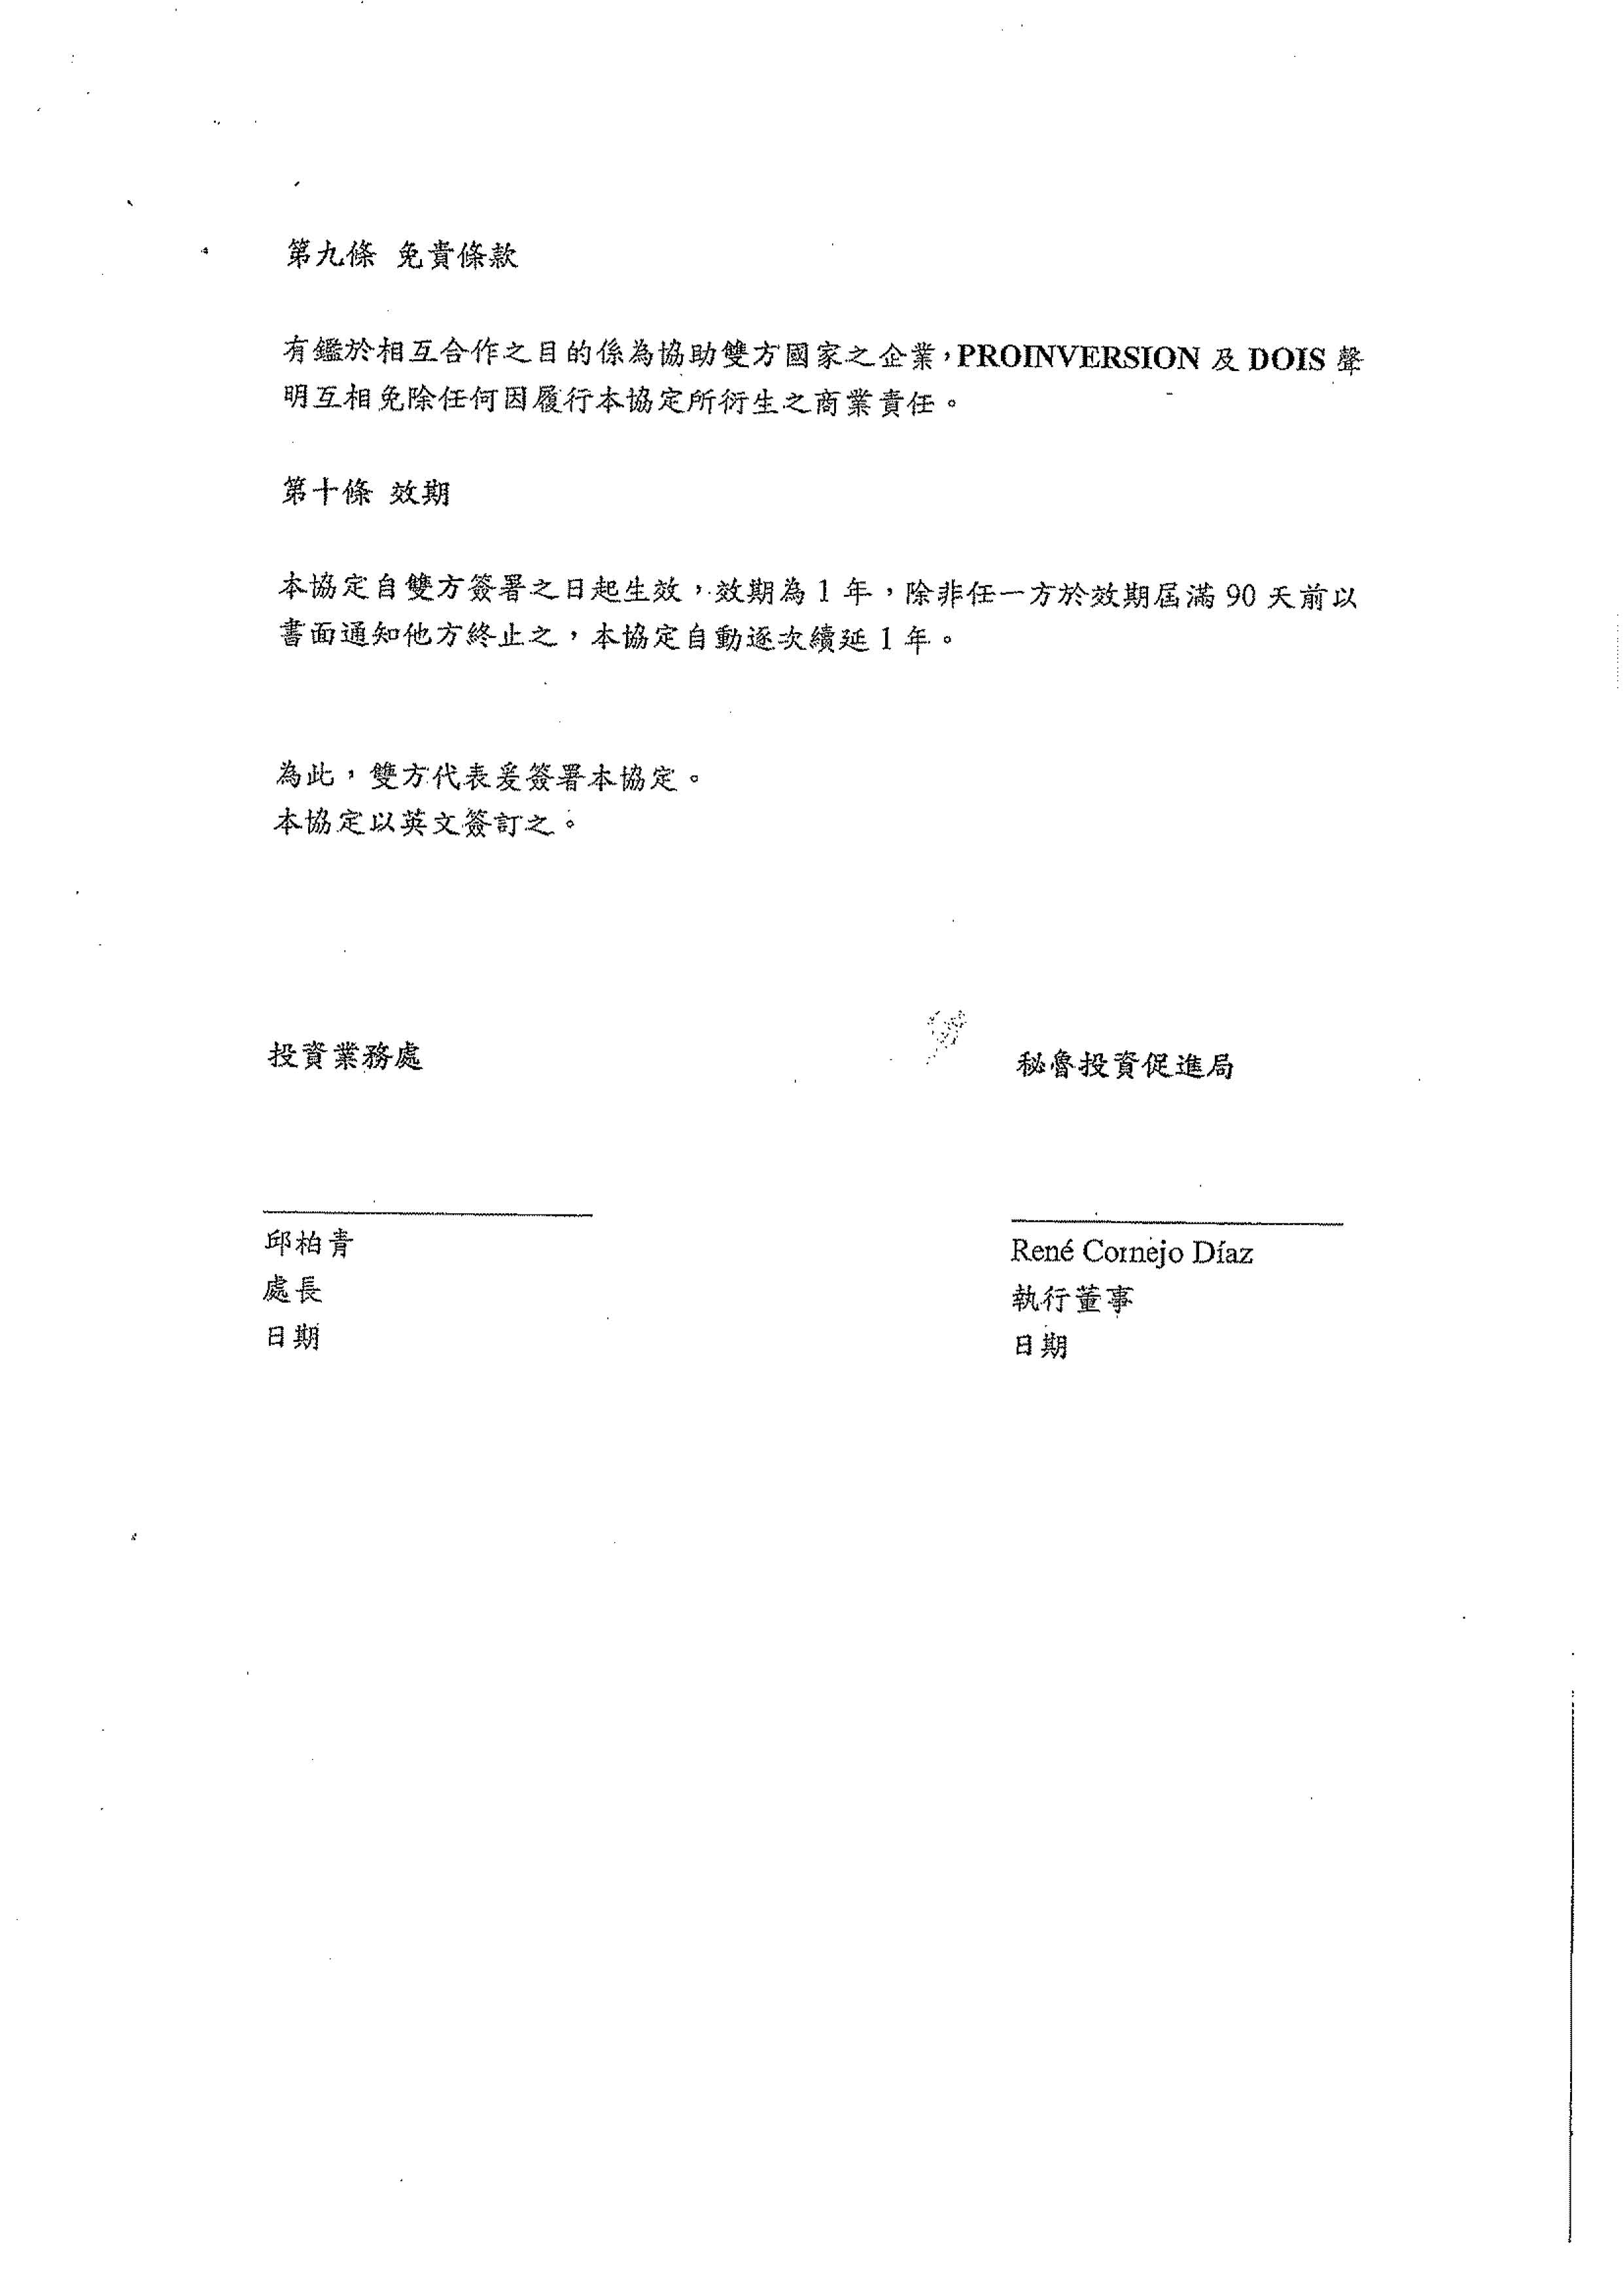 第九條 免責條款
有鑑於相互合作之目的係為協助雙方國家之企業，PROINVERSION 及 DOIS 聲
明互相免除任何因履行本協定所衍生之商業責任。
第十條 效期
本協定自雙方簽署之日起生效，效期為 1 年，除非任一方於效期屆滿 90 天前以
書面通知他方終止之，本協定自動逐次續延 1 年。
為此，雙方代表爰簽署本協定。
本協定以英文簽訂之。
投資業務處
秘魯投資促進局
邱柏青
處長
日期
René Cornejo Díaz
執行董事
日期